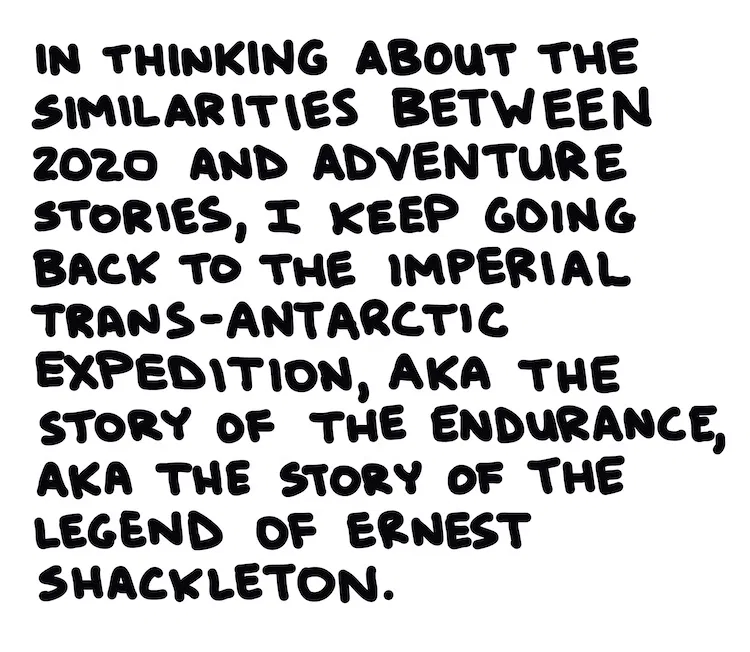 IN THINKING ABOUT THE
SIMILARITIES BETWEEN
2020 AND ADVENTURE
STORIES, I KEEP GOING
BACK TO THE IMPERIAL
TRANS-ANTARCTIC
EXPEDITION, AKA THE
STORY OF THE ENDURANCE,
AKA THE STORY OF THE
LEGEND OF ERNEST
SHACKLETON.